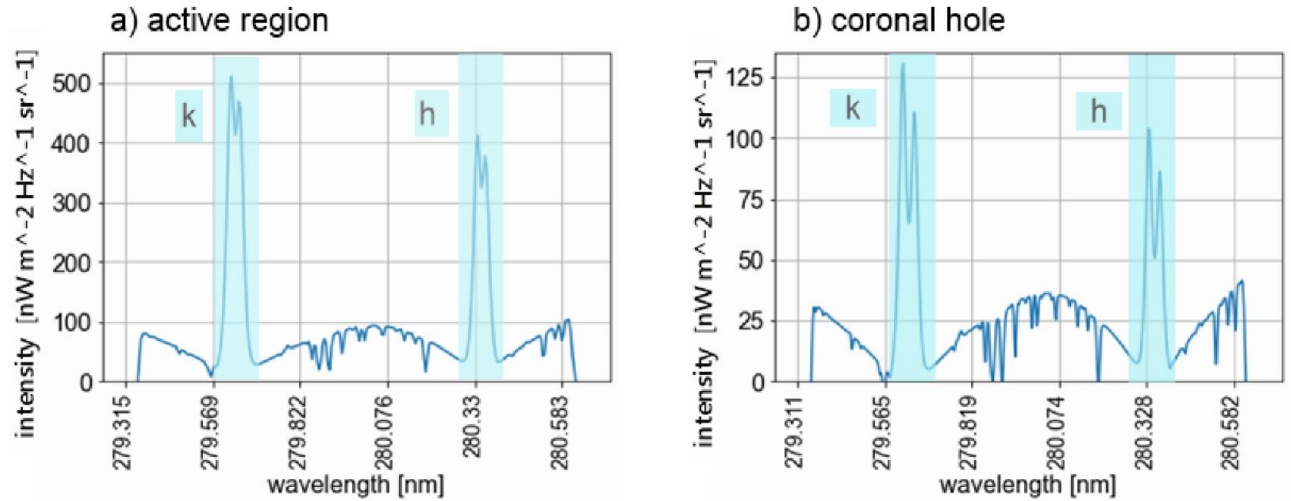 a) active region
intensity [nW m^-2 Hz^-1 sr^-1]
500
400
300
200
100
0
k
h
279.315
279.569
279.822
280.076
280.33
280.583
wavelength [nm]
b) coronal hole
intensity [nW m^-2 Hz^-1 sr^-1]
125
100
75
50
25
0
k
h
279.311
279.565
279.819
280.074
280.328
280.582
wavelength [nm]